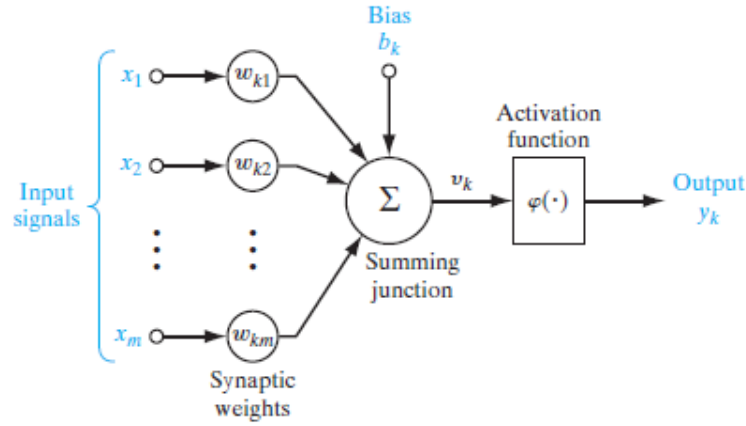 Bias
b_k
x_1
w_k1
Activation
function
x_2
w_k2
Input
signals
Σ
v_k
φ(·)
Output
y_k
Summing
junction
x_m
w_km
Synaptic
weights